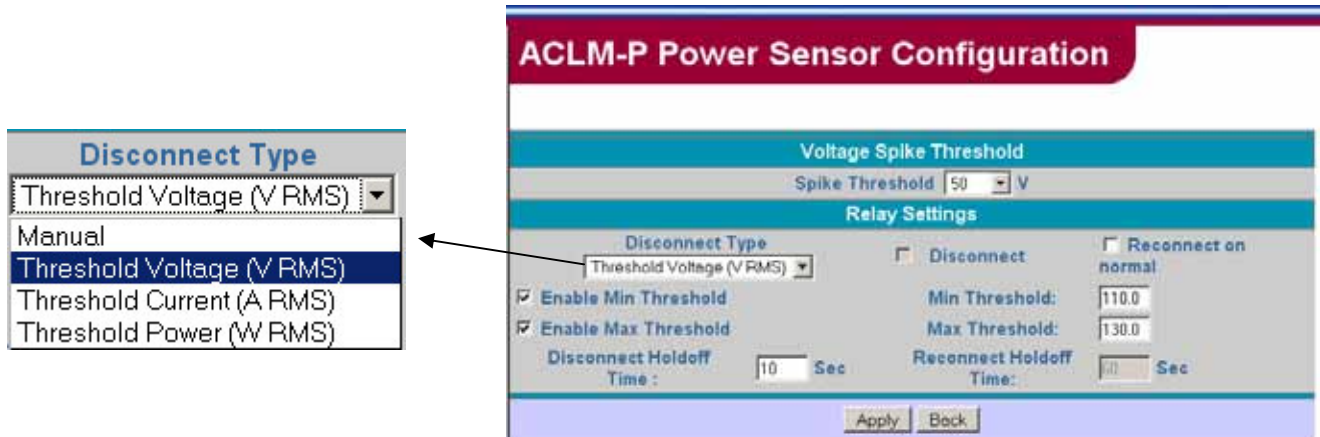 ACLM-P Power Sensor Configuration
Disconnect Type
Threshold Voltage (V RMS)
Manual
Threshold Voltage (V RMS)
Threshold Current (A RMS)
Threshold Power (W RMS)
Voltage Spike Threshold
Spike Threshold 50 V
Relay Settings
Disconnect Type
Threshold Voltage (V RMS)
Disconnect
Reconnect on
normal
Enable Min Threshold Min Threshold: 110.0
Enable Max Threshold Max Threshold: 130.0
Disconnect Holdoff
Time : 10 Sec
Reconnect Holdoff
Time: 60 Sec
Apply Back